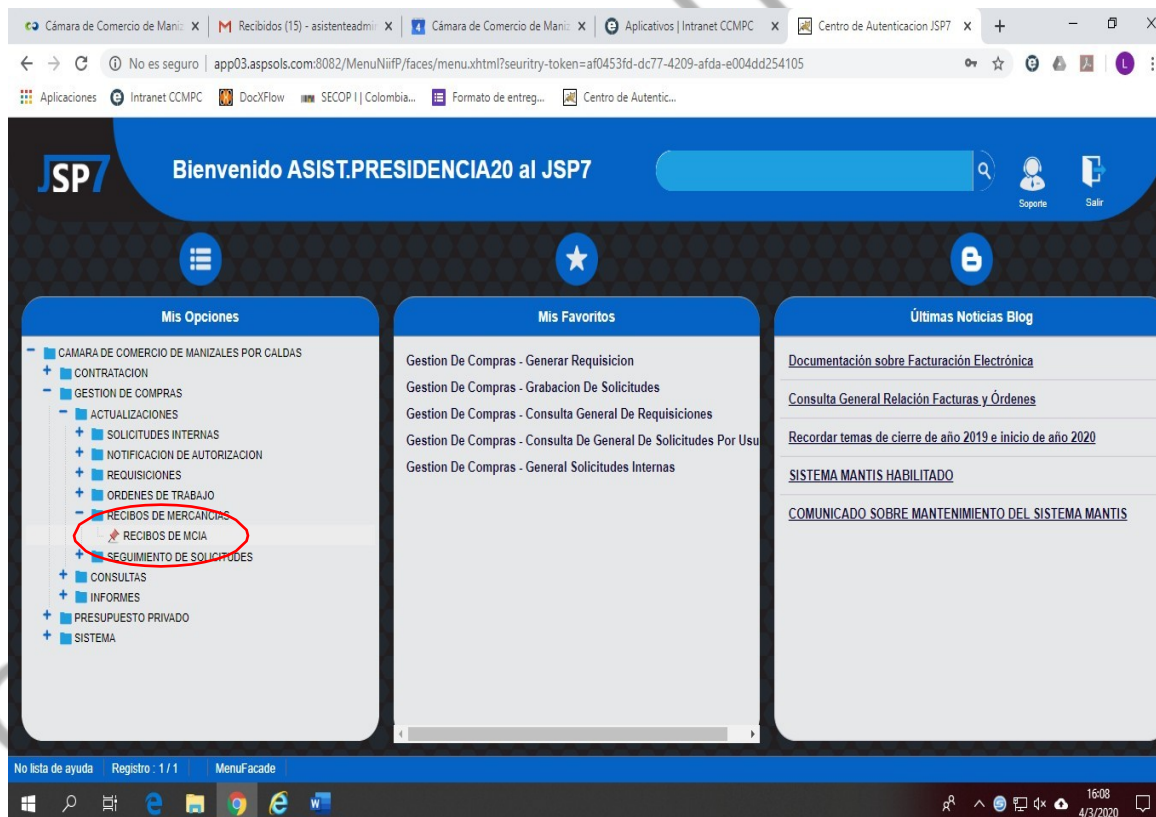 Cámara de Comercio de Maniz
Recibidos (15) - asistenteadmin
Cámara de Comercio de Maniz
Aplicativos | Intranet CCMPC
Centro de Autenticacion JSP7
No es seguro | app03.aspsols.com:8082/MenuNiifP/faces/menu.xhtml?seuritry-token=af0453fd-dc77-4209-afda-e004dd254105
Aplicaciones
Intranet CCMPC
DocXFlow
SECOP I | Colombia...
Formato de entreg...
Centro de Autentic...
JSP7
Bienvenido ASIST.PRESIDENCIA20 al JSP7
Soporte
Salir
Mis Opciones
CAMARA DE COMERCIO DE MANIZALES POR CALDAS
CONTRATACION
GESTION DE COMPRAS
ACTUALIZACIONES
SOLICITUDES INTERNAS
NOTIFICACION DE AUTORIZACION
REQUISICIONES
ORDENES DE TRABAJO
RECIBOS DE MERCANCIAS
RECIBOS DE MCIA
SEGUIMIENTO DE SOLICITUDES
CONSULTAS
INFORMES
PRESUPUESTO PRIVADO
SISTEMA
Mis Favoritos
Gestion De Compras - Generar Requisicion
Gestion De Compras - Grabacion De Solicitudes
Gestion De Compras - Consulta General De Requisiciones
Gestion De Compras - Consulta De General De Solicitudes Por Usu
Gestion De Compras - General Solicitudes Internas
Últimas Noticias Blog
Documentación sobre Facturación Electrónica
Consulta General Relación Facturas y Órdenes
Recordar temas de cierre de año 2019 e inicio de año 2020
SISTEMA MANTIS HABILITADO
COMUNICADO SOBRE MANTENIMIENTO DEL SISTEMA MANTIS
No lista de ayuda
Registro : 1 / 1
MenuFacade
16:08
4/3/2020